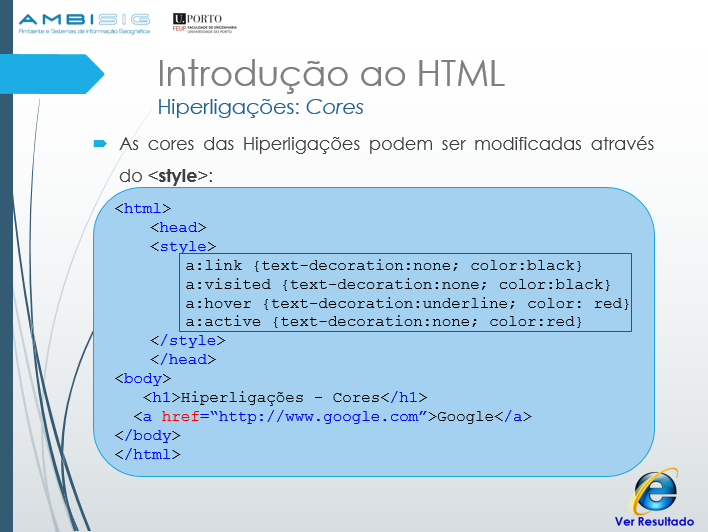 AMBISIG
Ambiente e Sistemas de Informação Geográfica
U.PORTO
FEUP FACULDADE DE ENGENHARIA
UNIVERSIDADE DO PORTO
Introdução ao HTML
Hiperligações: Cores
As cores das Hiperligações podem ser modificadas através
do <style>:
<html>
<head>
<style>
a:link {text-decoration:none; color:black}
a:visited {text-decoration:none; color:black}
a:hover {text-decoration:underline; color: red}
a:active {text-decoration:none; color:red}
</style>
</head>
<body>
<h1>Hiperligações - Cores</h1>
<a href=“http://www.google.com”>Google</a>
</body>
</html>
Ver Resultado